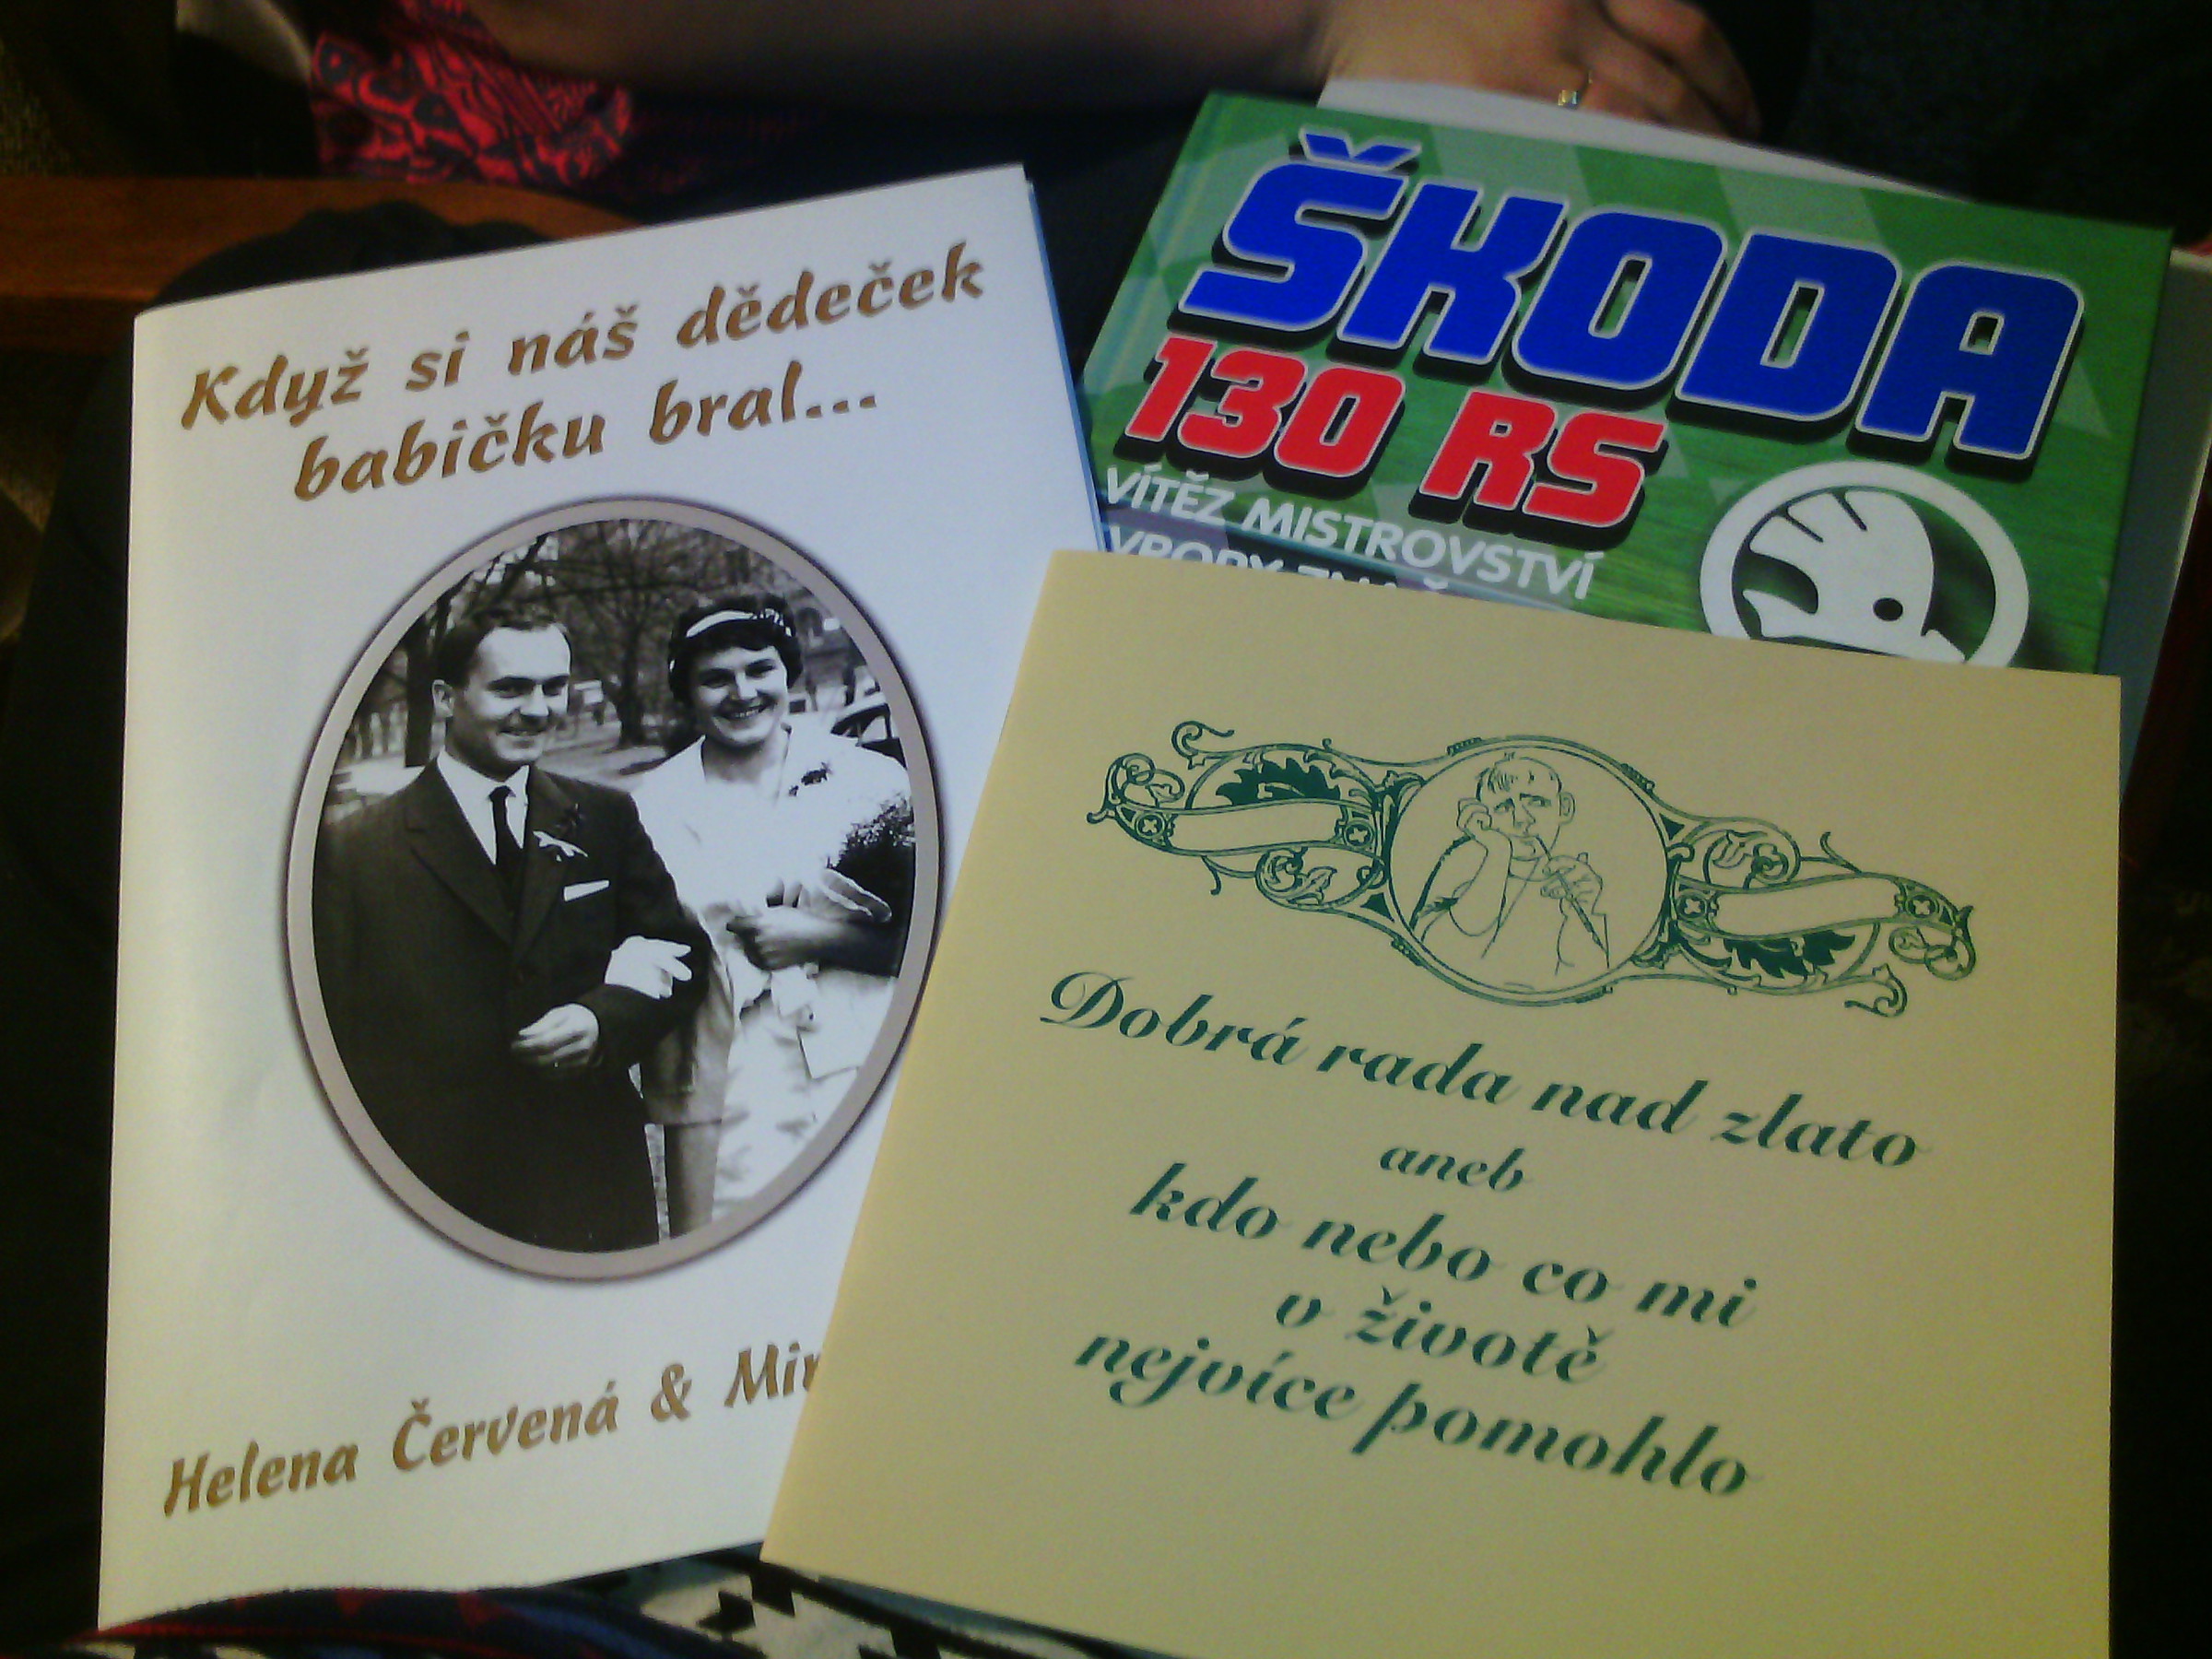 Když si náš dědeček
babičku bral...
Helena Červená &
ŠKODA
130 RS
VÍTĚZ MISTROVSTVÍ
Dobrá rada nad zlato
aneb
kdo nebo co mi
v životě
nejvíce pomohlo